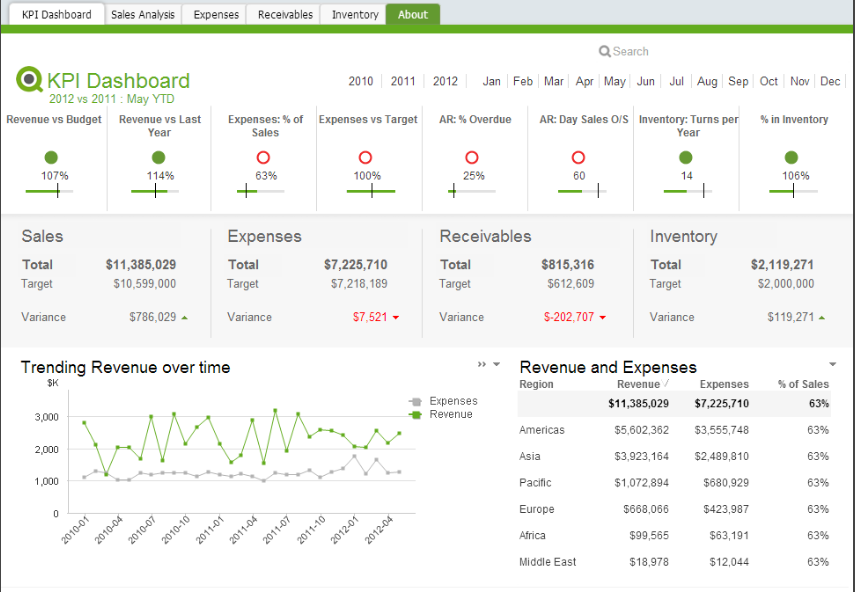 KPI Dashboard Sales Analysis Expenses Receivables Inventory About
Search
KPI Dashboard
2010 2011 2012 Jan Feb Mar Apr May Jun Jul Aug Sep Oct Nov Dec
2012 vs 2011 : May YTD
Revenue vs Budget
107%
Revenue vs Last
Year
114%
Expenses: % of
Sales
63%
Expenses vs Target
100%
AR: % Overdue
25%
AR: Day Sales O/S
60
Inventory: Turns per
Year
14
% in Inventory
106%
Sales
Total $11,385,029
Target $10,599,000
Variance $786,029
Expenses
Total $7,225,710
Target $7,218,189
Variance $7,521
Receivables
Total $815,316
Target $612,609
Variance $-202,707
Inventory
Total $2,119,271
Target $2,000,000
Variance $119,271
Trending Revenue over time
$K
3,000
2,000
1,000
0
2010-01 2010-04 2010-07 2010-10 2011-01 2011-04 2011-07 2011-10 2012-01 2012-04
Expenses
Revenue
Revenue and Expenses
Region Revenue / Expenses % of Sales
$11,385,029 $7,225,710 63%
Americas $5,602,362 $3,555,748 63%
Asia $3,923,164 $2,489,810 63%
Pacific $1,072,894 $680,929 63%
Europe $668,066 $423,987 63%
Africa $99,565 $63,191 63%
Middle East $18,978 $12,044 63%